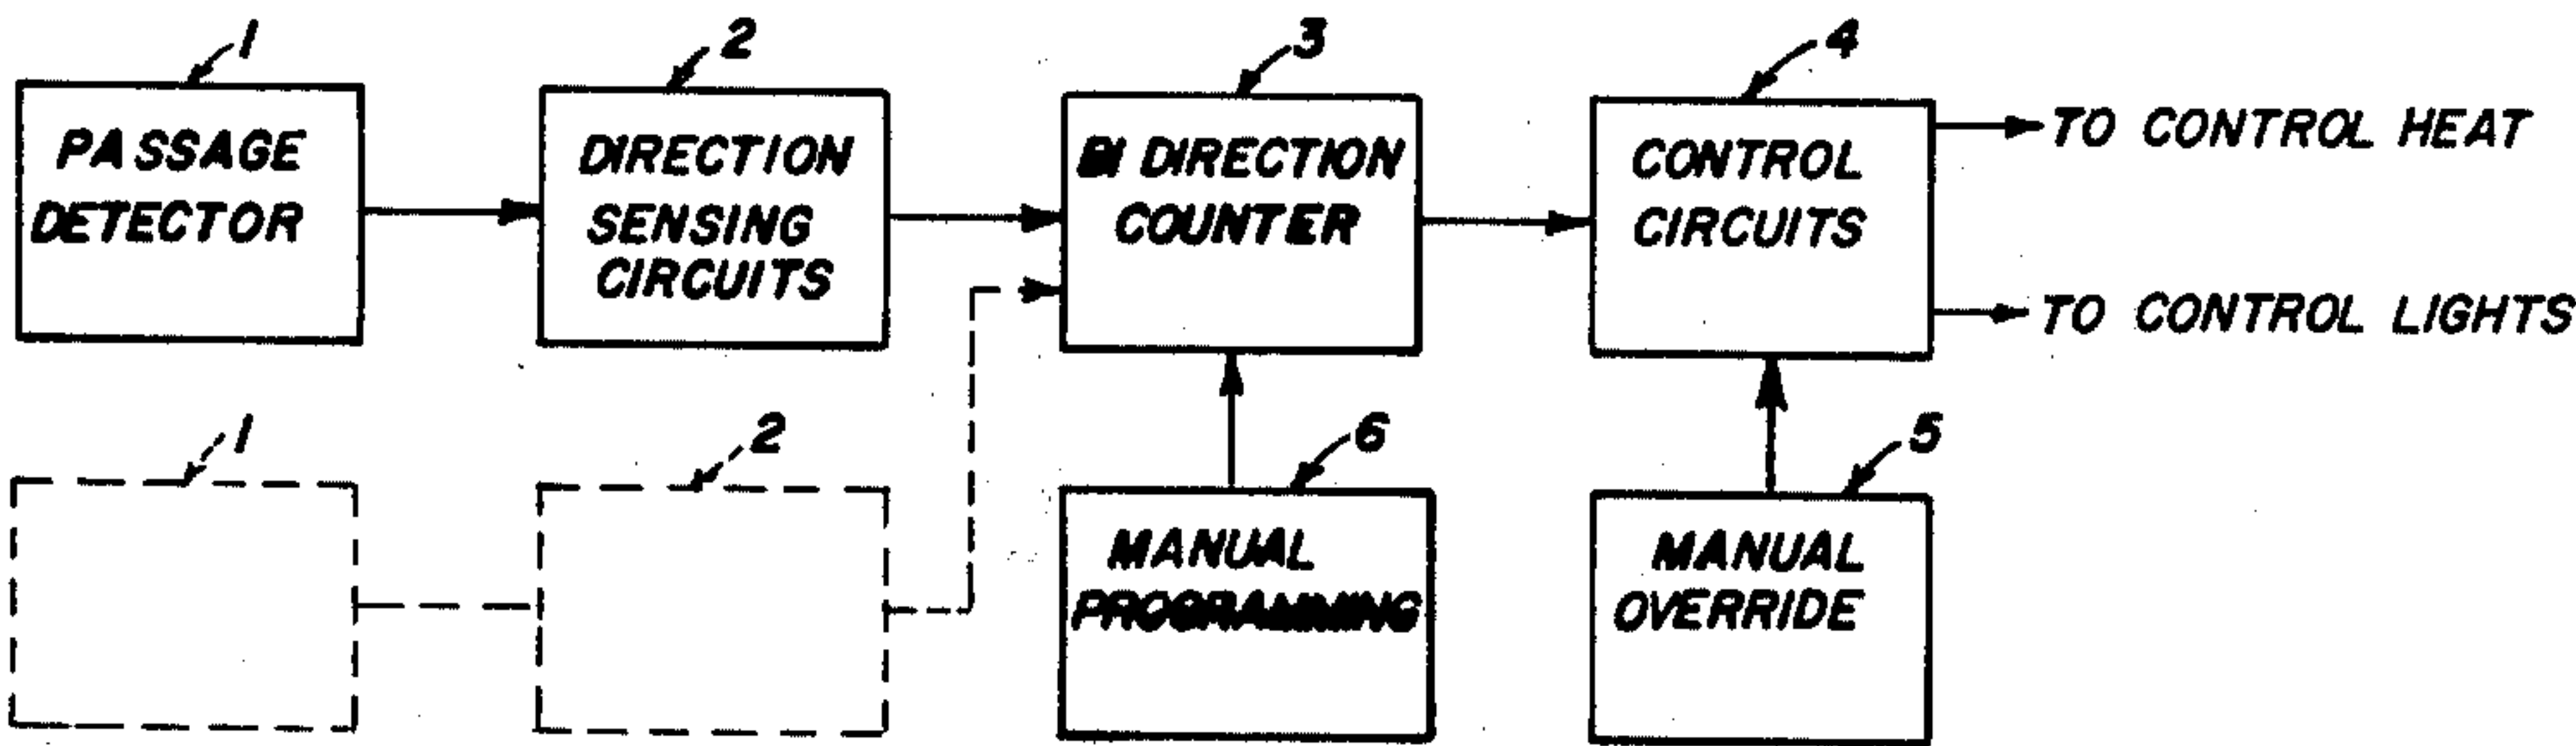 1
2
3
4
PASSAGE
DETECTOR
DIRECTION
SENSING
CIRCUITS
BI DIRECTION
COUNTER
CONTROL
CIRCUITS
TO CONTROL HEAT
TO CONTROL LIGHTS
1
2
6
5
MANUAL
PROGRAMMING
MANUAL
OVERRIDE